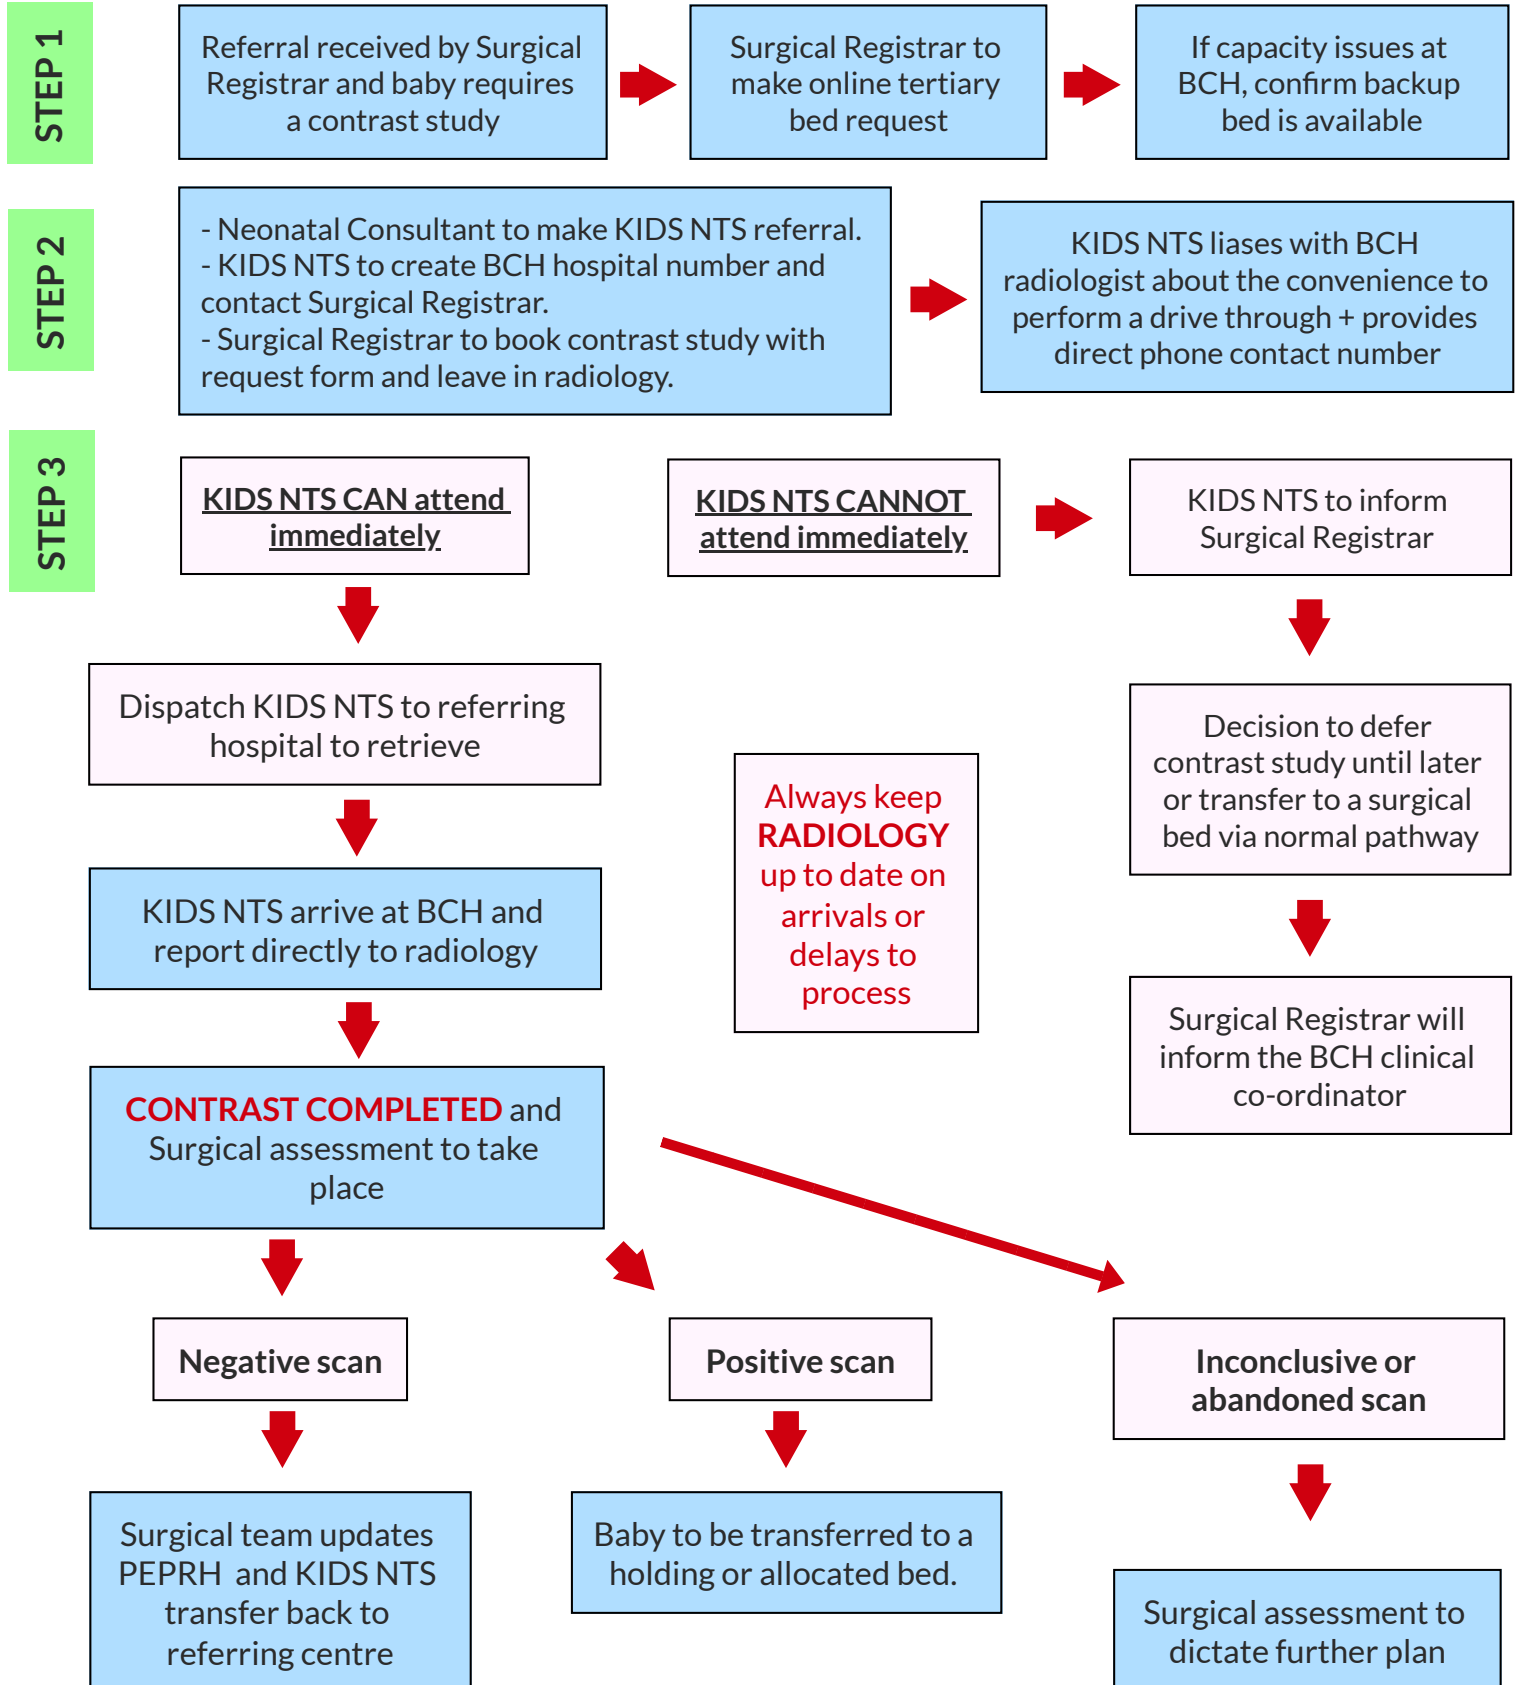 STEP 1
Referral received by Surgical
Registrar and baby requires
a contrast study
Surgical Registrar to
make online tertiary
bed request
If capacity issues at
BCH, confirm backup
bed is available
STEP 2
- Neonatal Consultant to make KIDS NTS referral.
- KIDS NTS to create BCH hospital number and
contact Surgical Registrar.
- Surgical Registrar to book contrast study with
request form and leave in radiology.
KIDS NTS liases with BCH
radiologist about the convenience to
perform a drive through + provides
direct phone contact number
STEP 3
KIDS NTS CAN attend
immediately
KIDS NTS CANNOT
attend immediately
KIDS NTS to inform
Surgical Registrar
Dispatch KIDS NTS to referring
hospital to retrieve
Decision to defer
contrast study until later
or transfer to a surgical
bed via normal pathway
Always keep
RADIOLOGY
up to date on
arrivals or
delays to
process
KIDS NTS arrive at BCH and
report directly to radiology
Surgical Registrar will
inform the BCH clinical
co-ordinator
CONTRAST COMPLETED and
Surgical assessment to take
place
Negative scan
Positive scan
Inconclusive or
abandoned scan
Surgical team updates
PEPRH and KIDS NTS
transfer back to
referring centre
Baby to be transferred to a
holding or allocated bed.
Surgical assessment to
dictate further plan